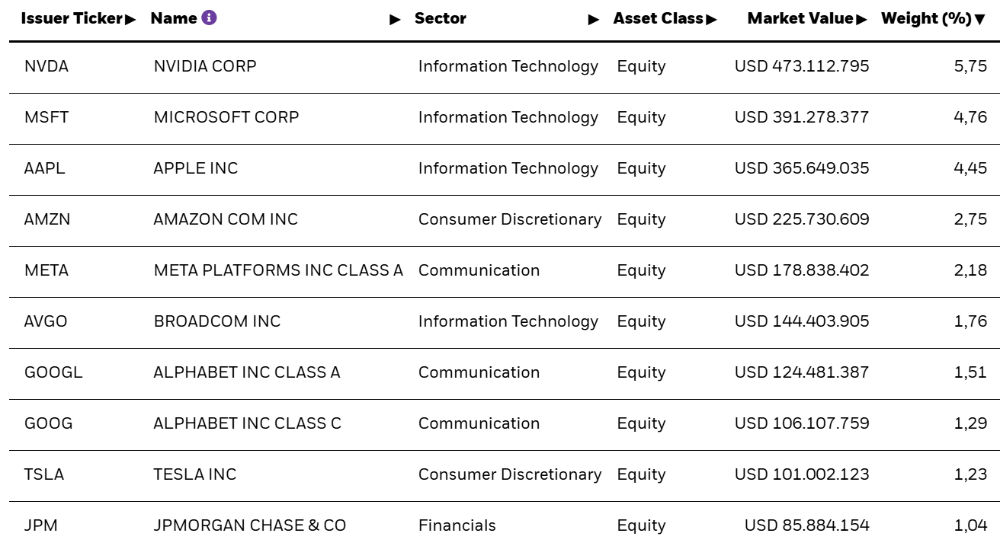 Issuer Ticker▶ Name ▶ Sector ▶ Asset Class▶ Market Value▶ Weight (%)▼
NVDA NVIDIA CORP Information Technology Equity USD 473.112.795 5,75
MSFT MICROSOFT CORP Information Technology Equity USD 391.278.377 4,76
AAPL APPLE INC Information Technology Equity USD 365.649.035 4,45
AMZN AMAZON COM INC Consumer Discretionary Equity USD 225.730.609 2,75
META META PLATFORMS INC CLASS A Communication Equity USD 178.838.402 2,18
AVGO BROADCOM INC Information Technology Equity USD 144.403.905 1,76
GOOGL ALPHABET INC CLASS A Communication Equity USD 124.481.387 1,51
GOOG ALPHABET INC CLASS C Communication Equity USD 106.107.759 1,29
TSLA TESLA INC Consumer Discretionary Equity USD 101.002.123 1,23
JPM JPMORGAN CHASE & CO Financials Equity USD 85.884.154 1,04